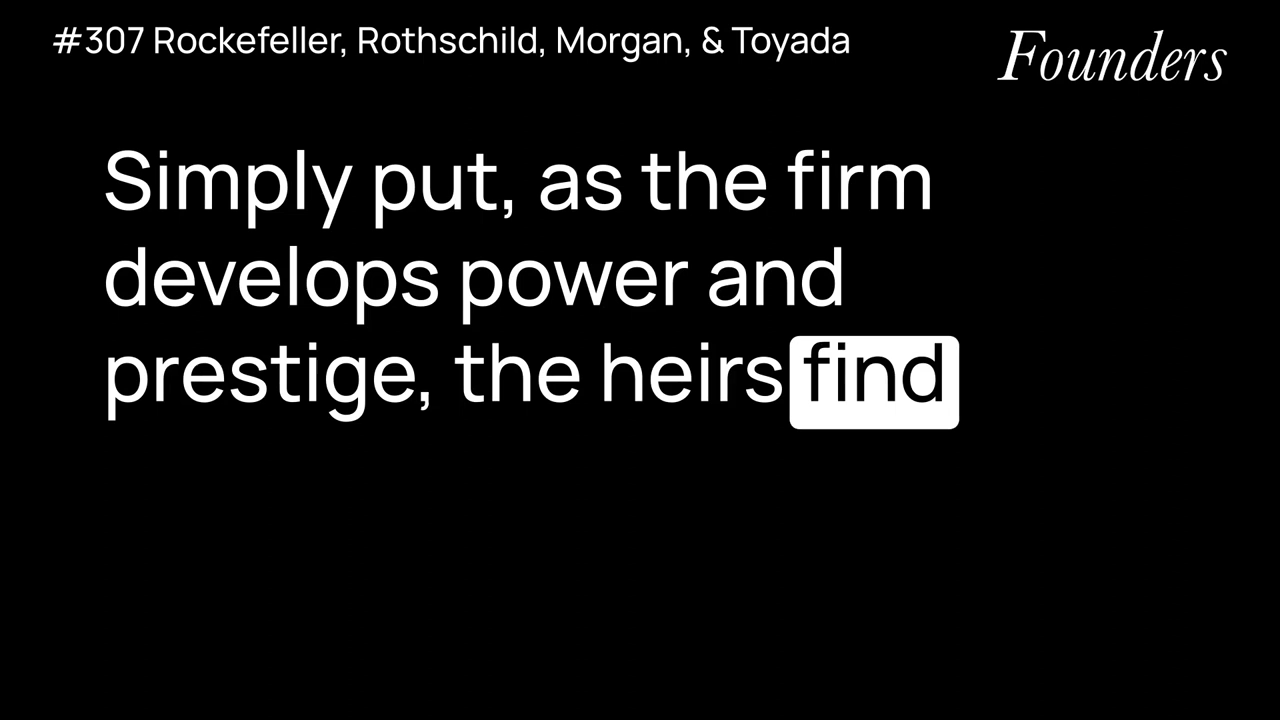 #307 Rockefeller, Rothschild, Morgan, & Toyada
Founders
Simply put, as the firm
develops power and
prestige, the heirs find